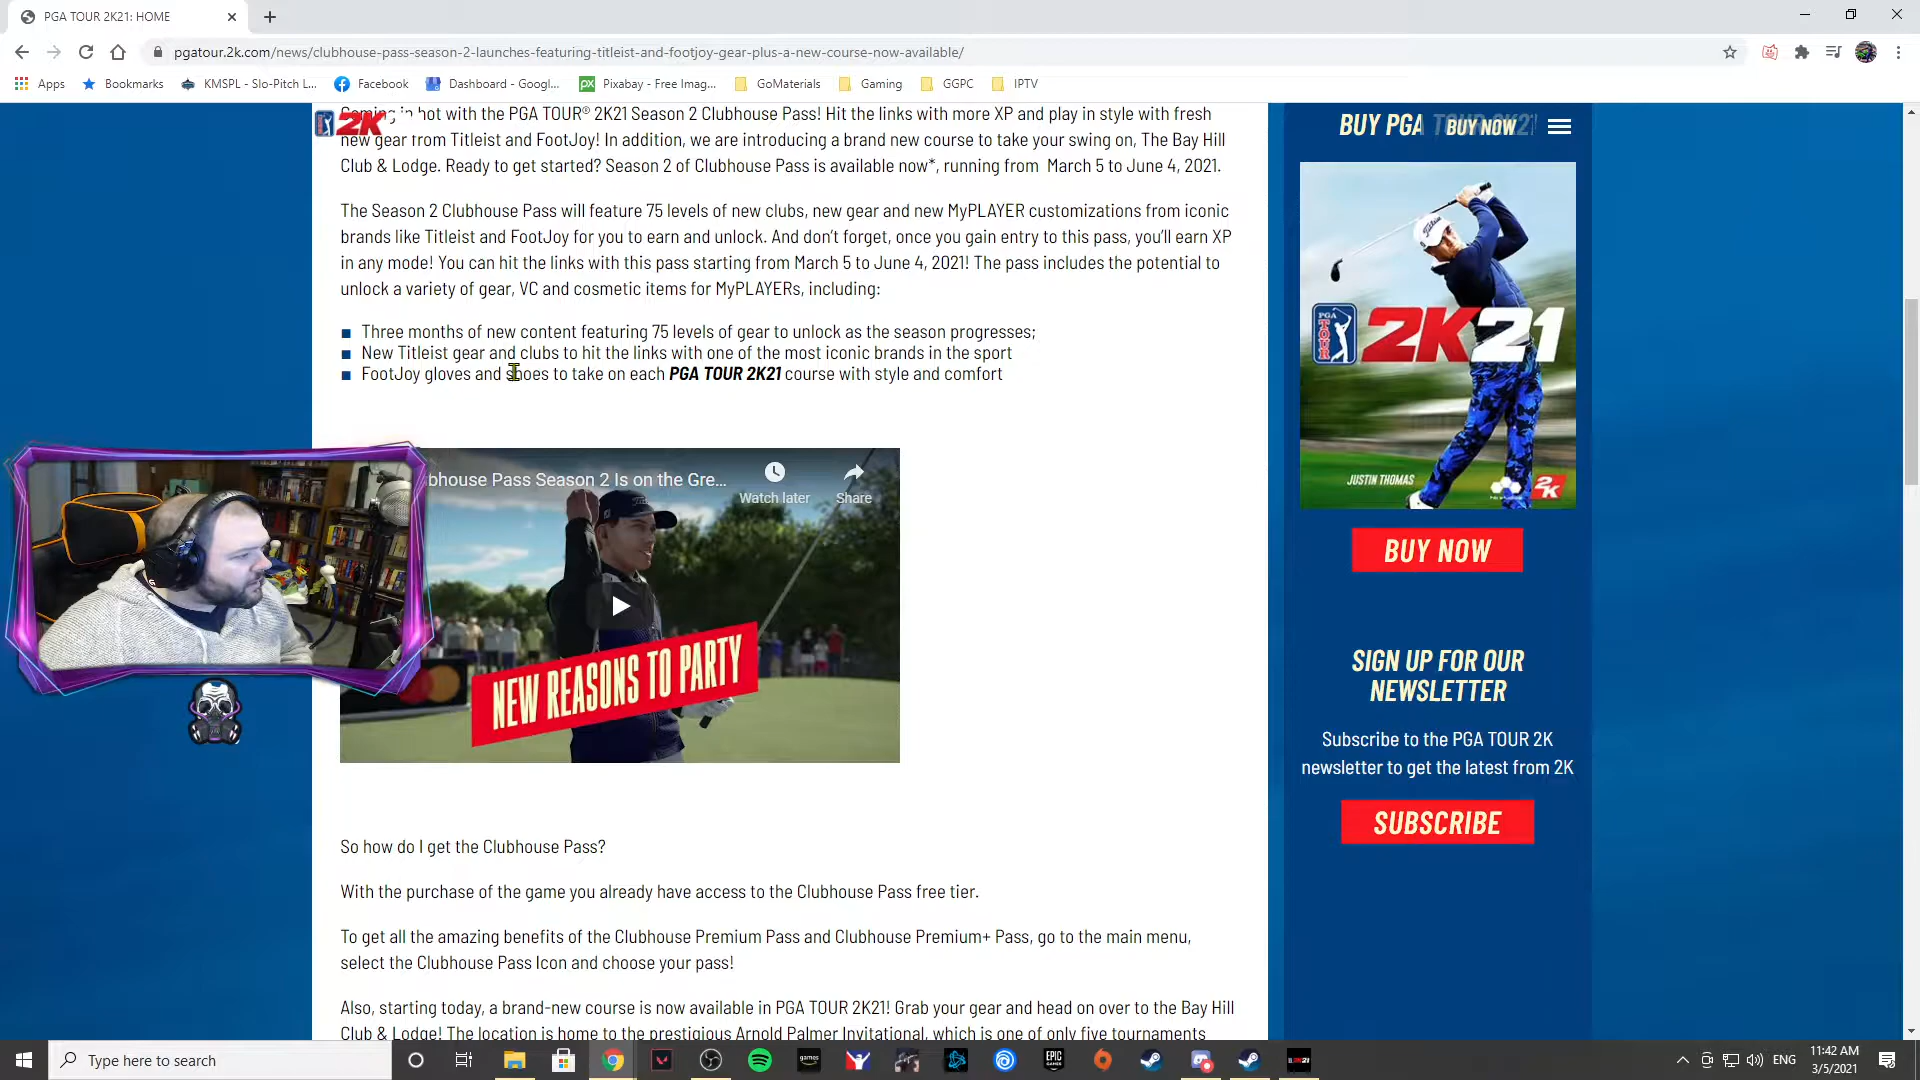 PGA TOUR 2K21: HOME
pgatour.2k.com/news/clubhouse-pass-season-2-launches-featuring-titleist-and-footjoy-gear-plus-a-new-course-now-available/
Apps Bookmarks KMSPL - Slo-Pitch L... Facebook Dashboard - Googl... px Pixabay - Free Imag... GoMaterials Gaming GGPC IPTV
Coming in hot with the PGA TOUR® 2K21 Season 2 Clubhouse Pass! Hit the links with more XP and play in style with fresh
2K
new gear from Titleist and FootJoy! In addition, we are introducing a brand new course to take your swing on, The Bay Hill
Club & Lodge. Ready to get started? Season 2 of Clubhouse Pass is available now*, running from March 5 to June 4, 2021.
The Season 2 Clubhouse Pass will feature 75 levels of new clubs, new gear and new MyPLAYER customizations from iconic
brands like Titleist and FootJoy for you to earn and unlock. And don't forget, once you gain entry to this pass, you'll earn XP
in any mode! You can hit the links with this pass starting from March 5 to June 4, 2021! The pass includes the potential to
unlock a variety of gear, VC and cosmetic items for MyPLAYERs, including:
Three months of new content featuring 75 levels of gear to unlock as the season progresses;
New Titleist gear and clubs to hit the links with one of the most iconic brands in the sport
FootJoy gloves and shoes to take on each PGA TOUR 2K21 course with style and comfort
bhouse Pass Season 2 Is on the Gre...
Watch later
Share
NEW REASONS TO PARTY
So how do I get the Clubhouse Pass?
With the purchase of the game you already have access to the Clubhouse Pass free tier.
To get all the amazing benefits of the Clubhouse Premium Pass and Clubhouse Premium+ Pass, go to the main menu,
select the Clubhouse Pass Icon and choose your pass!
Also, starting today, a brand-new course is now available in PGA TOUR 2K21! Grab your gear and head on over to the Bay Hill
Club & Lodge! The location is home to the prestigious Arnold Palmer Invitational, which is one of only five tournaments
BUY PGA TOUR 2K21
BUY NOW
Titleist
PGA TOUR
2K21
JUSTIN THOMAS
2K
BUY NOW
SIGN UP FOR OUR
NEWSLETTER
Subscribe to the PGA TOUR 2K
newsletter to get the latest from 2K
SUBSCRIBE
Type here to search
amazon games
EPIC GAMES
2K21
ENG
11:42 AM
3/5/2021